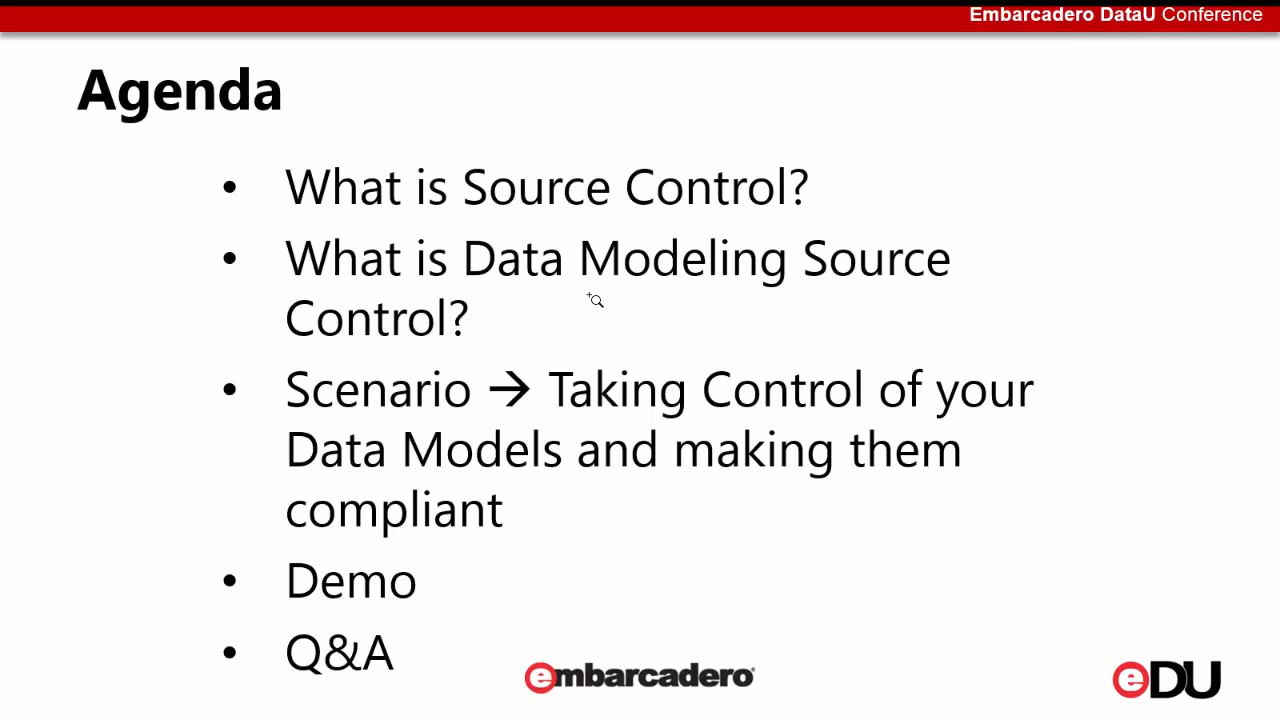 Embarcadero DataU Conference
Agenda
• What is Source Control?
• What is Data Modeling Source
Control?
• Scenario → Taking Control of your
Data Models and making them
compliant
• Demo
• Q&A
embarcadero®
eDU